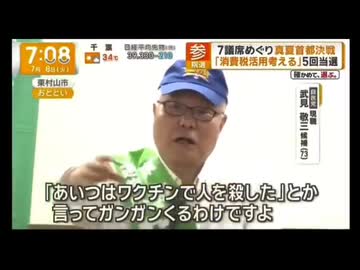 7:08
7月 8日(火)
千葉
34℃
日経平均先物(円)
39,330-210
参院選
7議席めぐり真夏首都決戦
「消費税活用考える」5回当選
確かめて、選ぶ。
東村山市
おととい
自民党
現職
武見 敬三 候補(73)
「あいつはワクチンで人を殺した」とか
言ってガンガンくるわけですよ